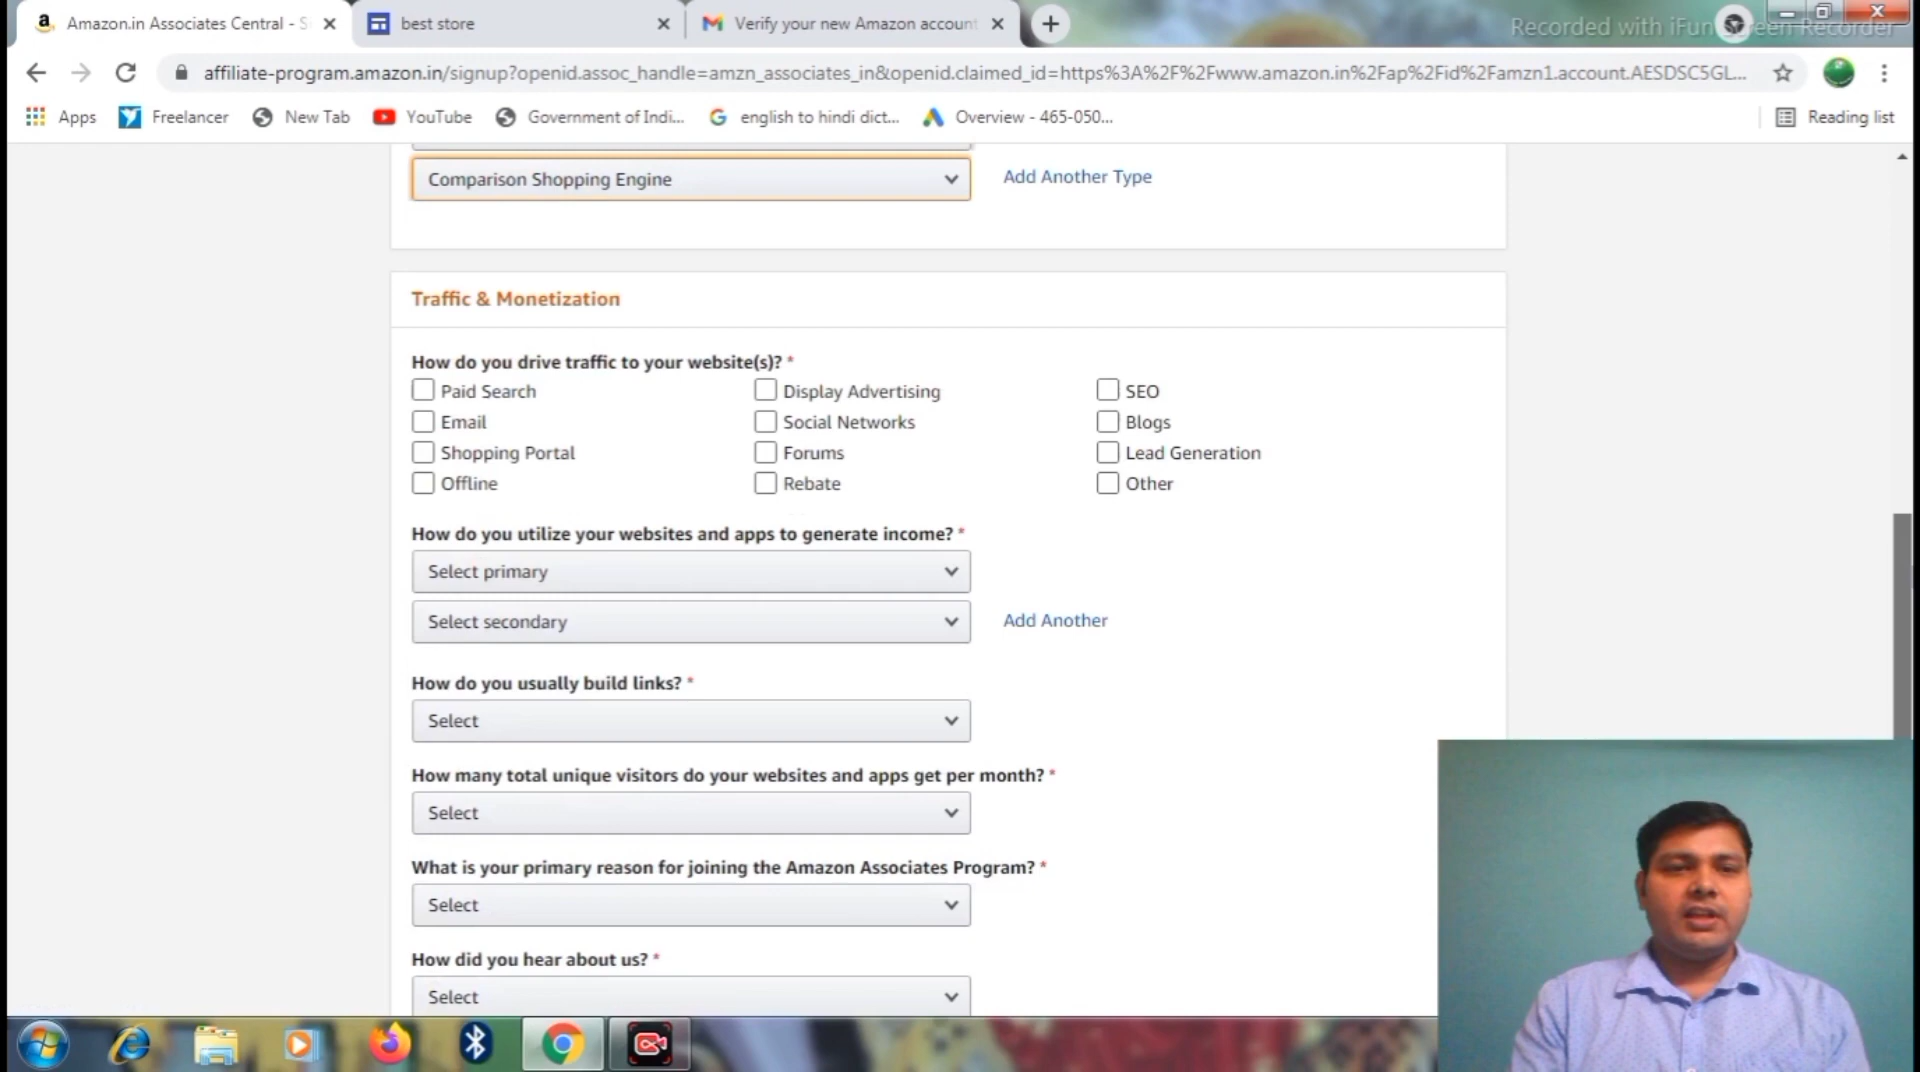 Amazon.in Associates Central - S
best store
Verify your new Amazon account
Recorded with iFun Screen Recorder
affiliate-program.amazon.in/signup?openid.assoc_handle=amzn_associates_in&openid.claimed_id=https%3A%2F%2Fwww.amazon.in%2Fap%2Fid%2Famzn1.account.AESDSC5GL...
Apps
Freelancer
New Tab
YouTube
Government of Indi...
english to hindi dict...
Overview - 465-050...
Reading list
Comparison Shopping Engine
Add Another Type
Traffic & Monetization
How do you drive traffic to your website(s)? *
Paid Search
Display Advertising
SEO
Email
Social Networks
Blogs
Shopping Portal
Forums
Lead Generation
Offline
Rebate
Other
How do you utilize your websites and apps to generate income? *
Select primary
Select secondary
Add Another
How do you usually build links? *
Select
How many total unique visitors do your websites and apps get per month? *
Select
What is your primary reason for joining the Amazon Associates Program? *
Select
How did you hear about us? *
Select